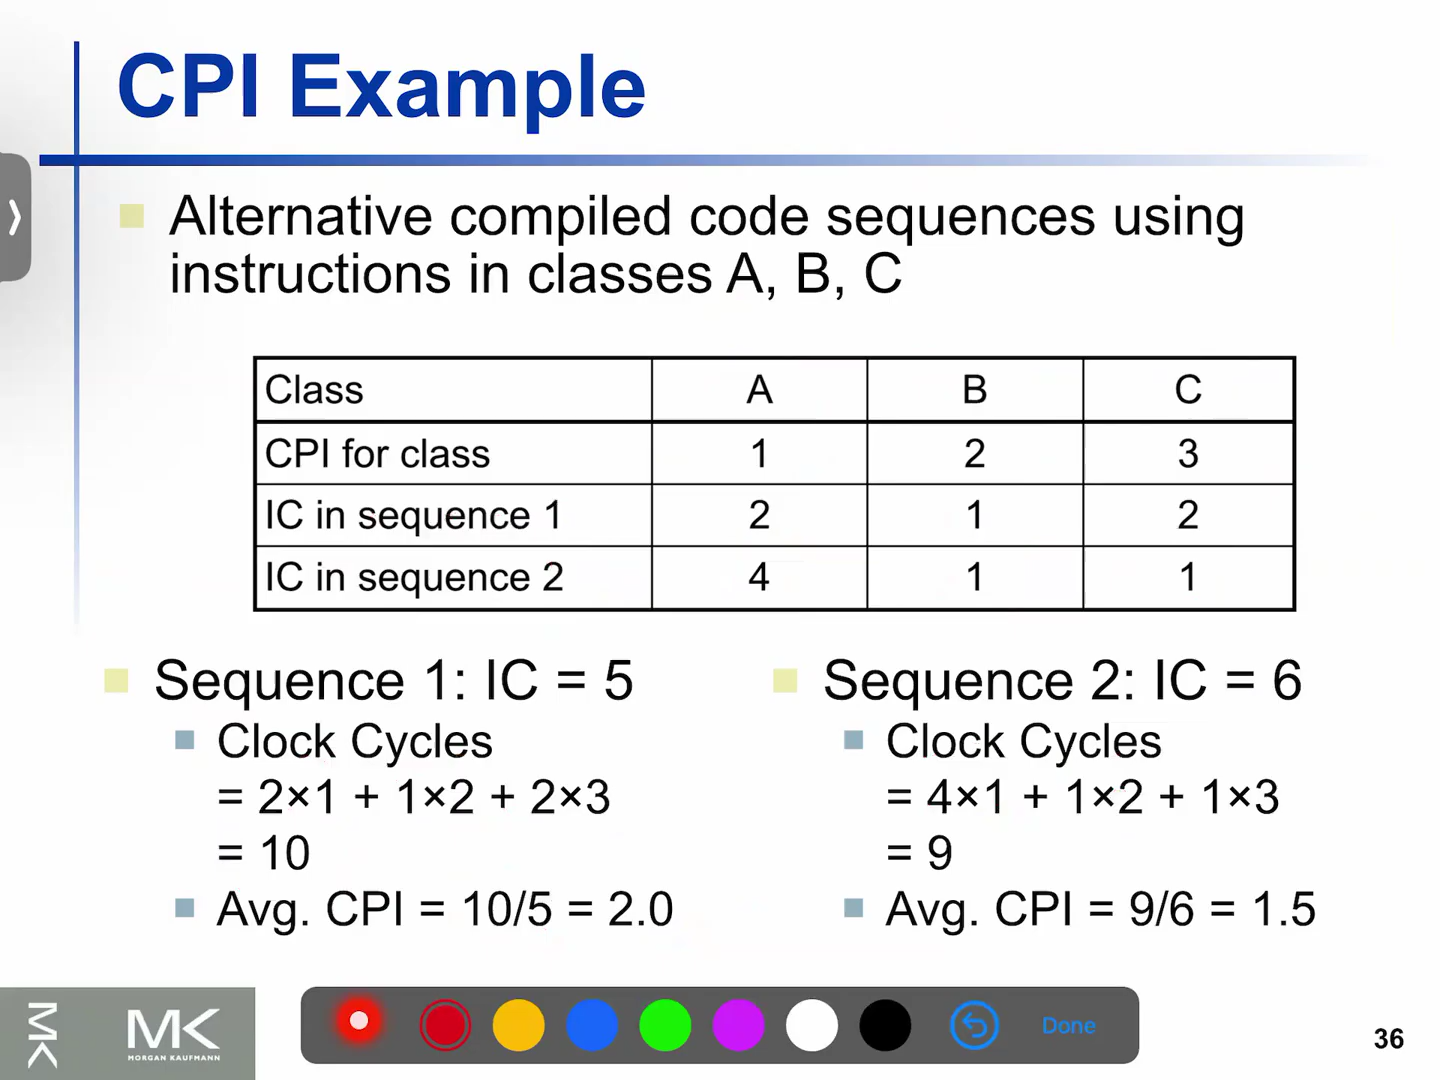 CPI Example
Alternative compiled code sequences using
instructions in classes A, B, C
Class A B C
CPI for class 1 2 3
IC in sequence 1 2 1 2
IC in sequence 2 4 1 1
Sequence 1: IC = 5
Clock Cycles
= 2×1 + 1×2 + 2×3
= 10
Avg. CPI = 10/5 = 2.0
Sequence 2: IC = 6
Clock Cycles
= 4×1 + 1×2 + 1×3
= 9
Avg. CPI = 9/6 = 1.5
MK
MK
MORGAN KAUFMANN
Done
36